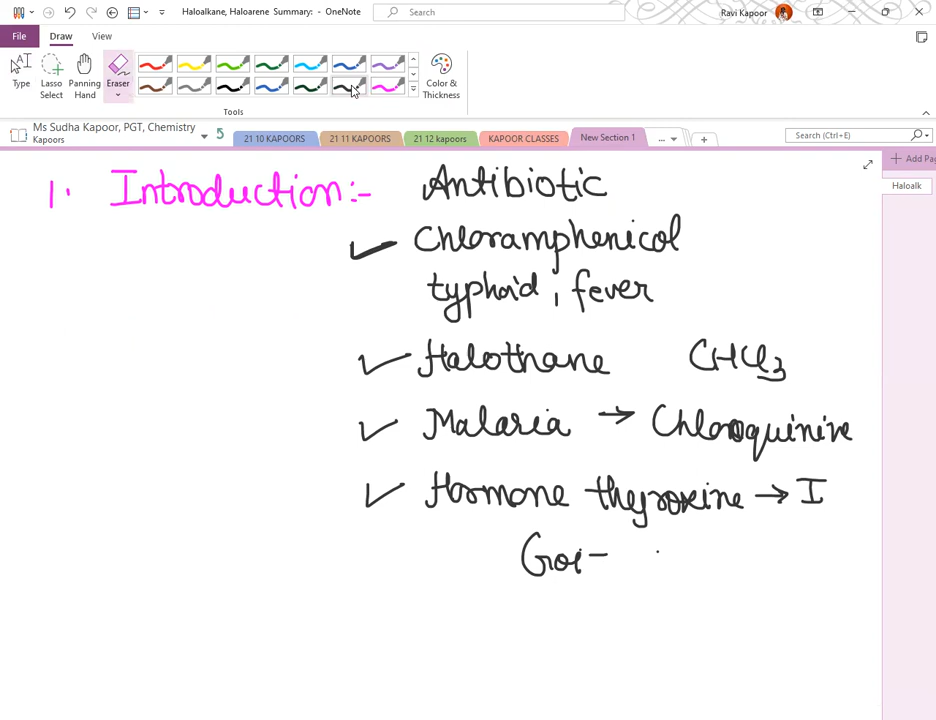 Haloalkane, Haloarene Summary: - OneNote
Search
Ravi Kapoor
File
Draw
View
Type
Lasso Select
Panning Hand
Eraser
Color & Thickness
Tools
Ms Sudha Kapoor, PGT, Chemistry
Kapoors
21 10 KAPOORS
21 11 KAPOORS
21 12 kapoors
KAPOOR CLASSES
New Section 1
...
Search (Ctrl+E)
Add Pag
Haloalk
1. Introduction:- Antibiotic
Chloramphenicol
typhoid, fever
Halothane CHCl3
Malaria → Chloroquinine
Hormone thyroxine → I
Goi-